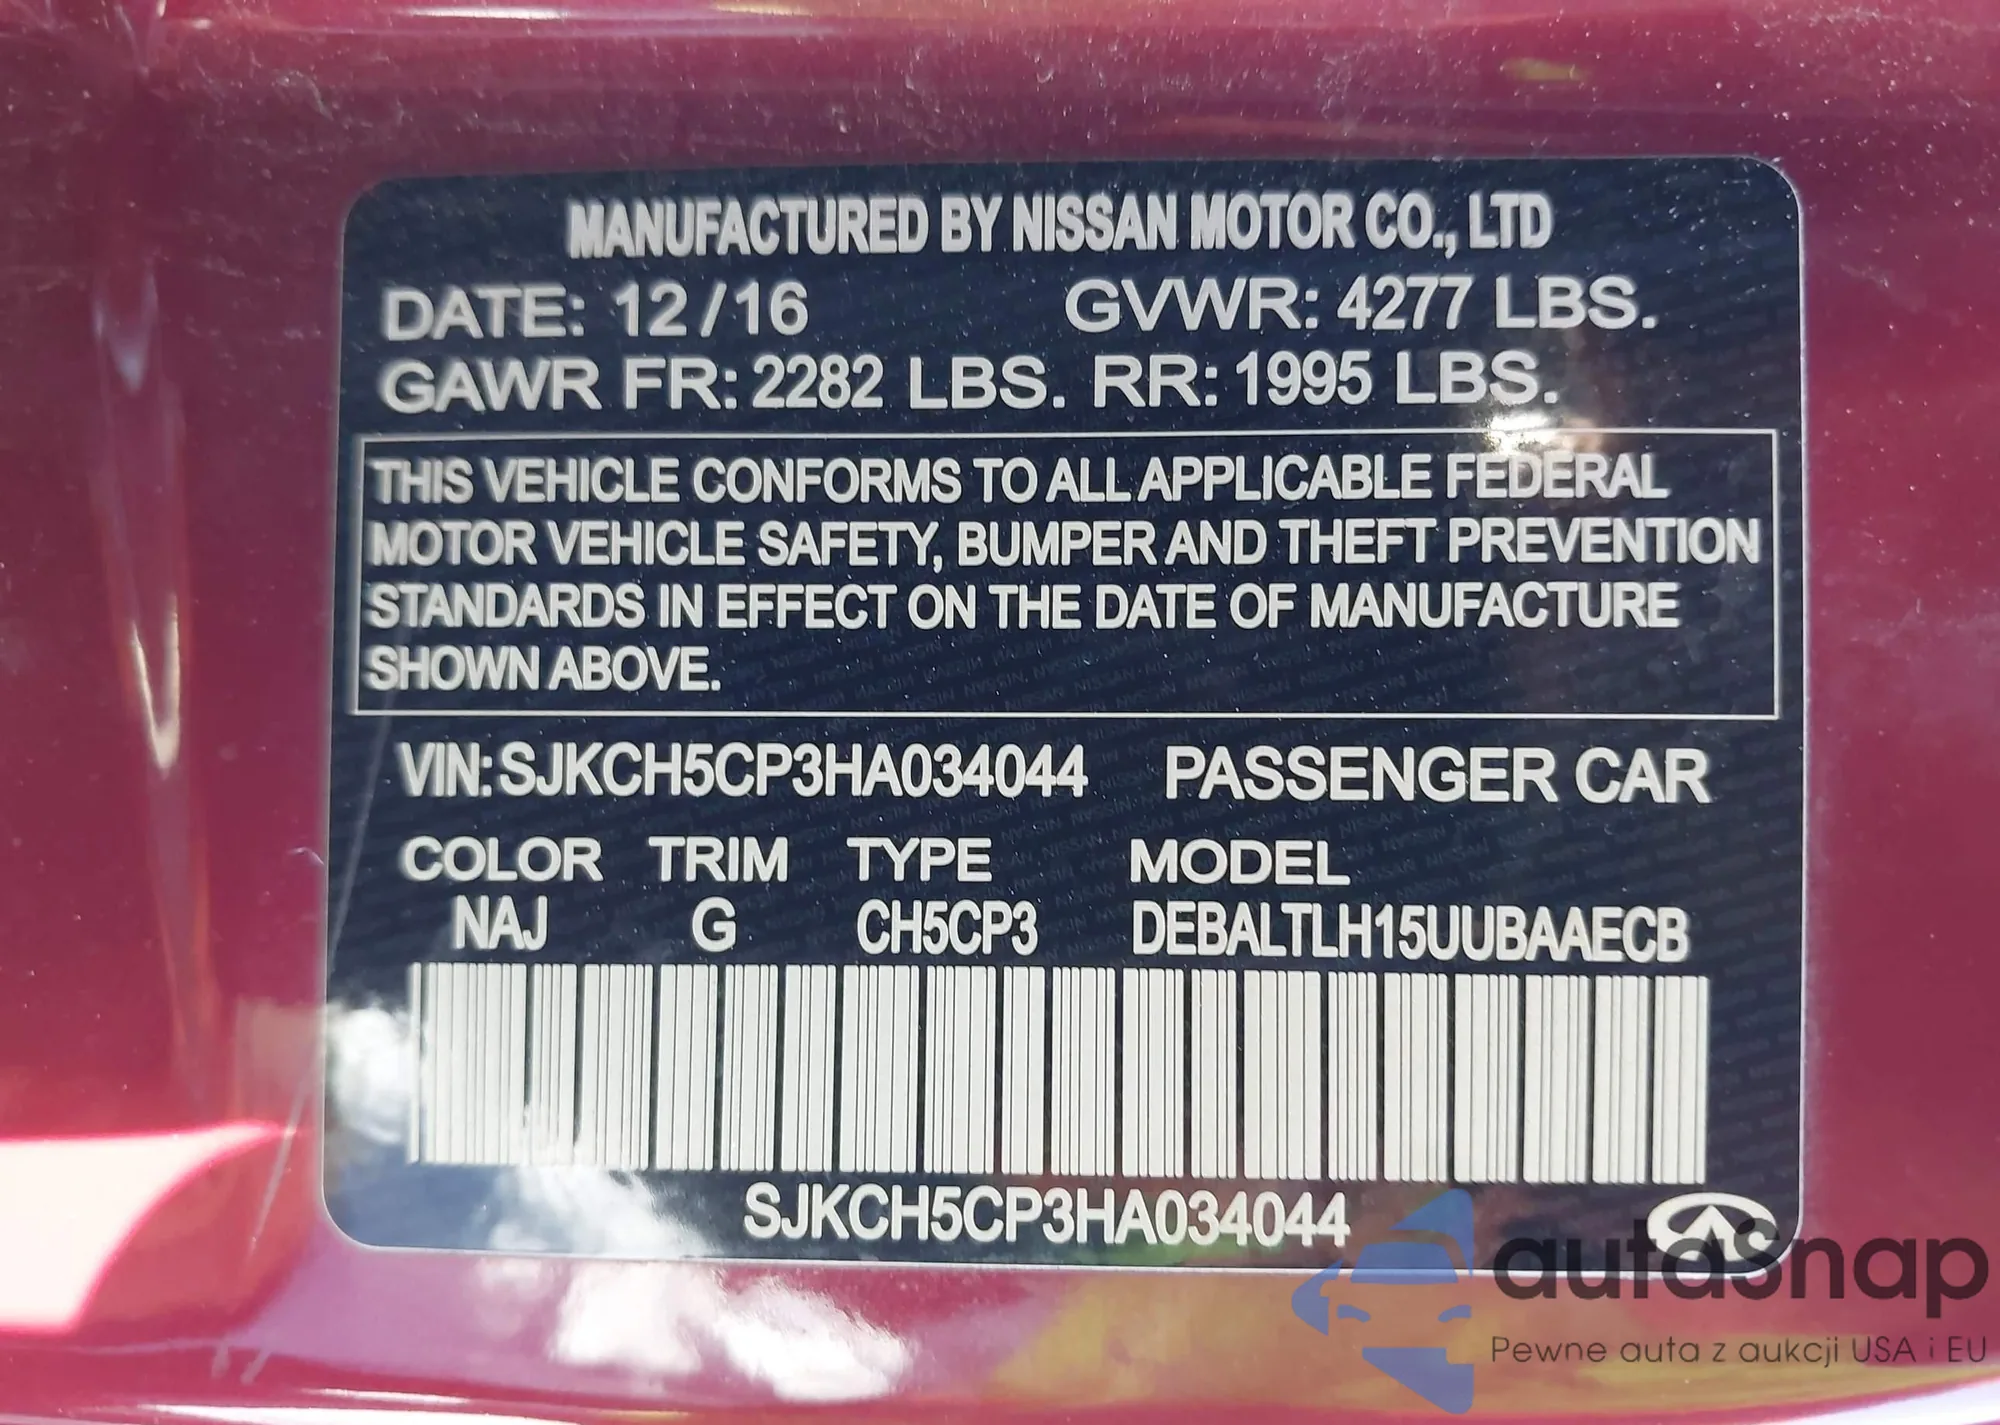 MANUFACTURED BY NISSAN MOTOR CO., LTD
DATE: 12/16 GVWR: 4277 LBS.
GAWR FR: 2282 LBS. RR: 1995 LBS.
THIS VEHICLE CONFORMS TO ALL APPLICABLE FEDERAL
MOTOR VEHICLE SAFETY, BUMPER AND THEFT PREVENTION
STANDARDS IN EFFECT ON THE DATE OF MANUFACTURE
SHOWN ABOVE.
VIN: SJKCH5CP3HA034044 PASSENGER CAR
COLOR TRIM TYPE MODEL
NAJ G CH5CP3 DEBALTLH15UUBAAECB
SJKCH5CP3HA034044
autasnap
Pewne auta z aukcji USA i EU